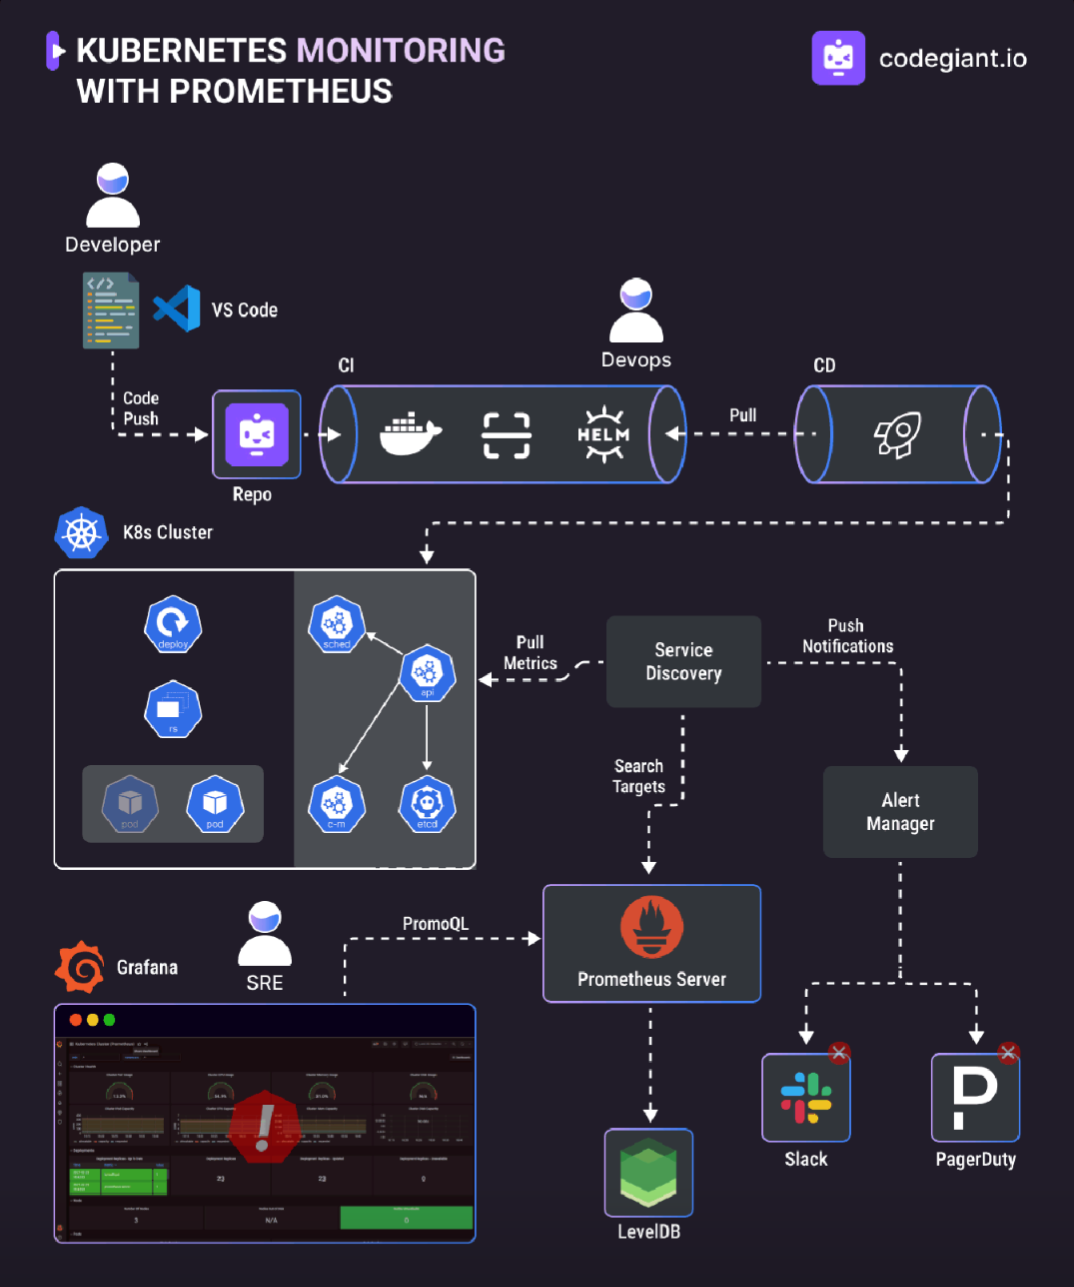 KUBERNETES MONITORING
WITH PROMETHEUS
codegiant.io
Developer
</>
VS Code
Devops
CI
CD
Code
Push
HELM
Pull
Repo
K8s Cluster
deploy
sched
api
rs
pod
pod
c-m
etcd
Pull
Metrics
Service
Discovery
Push
Notifications
Search
Targets
Alert
Manager
PromoQL
Grafana
SRE
Prometheus Server
Slack
PagerDuty
LevelDB
N/A
3
N/A
0